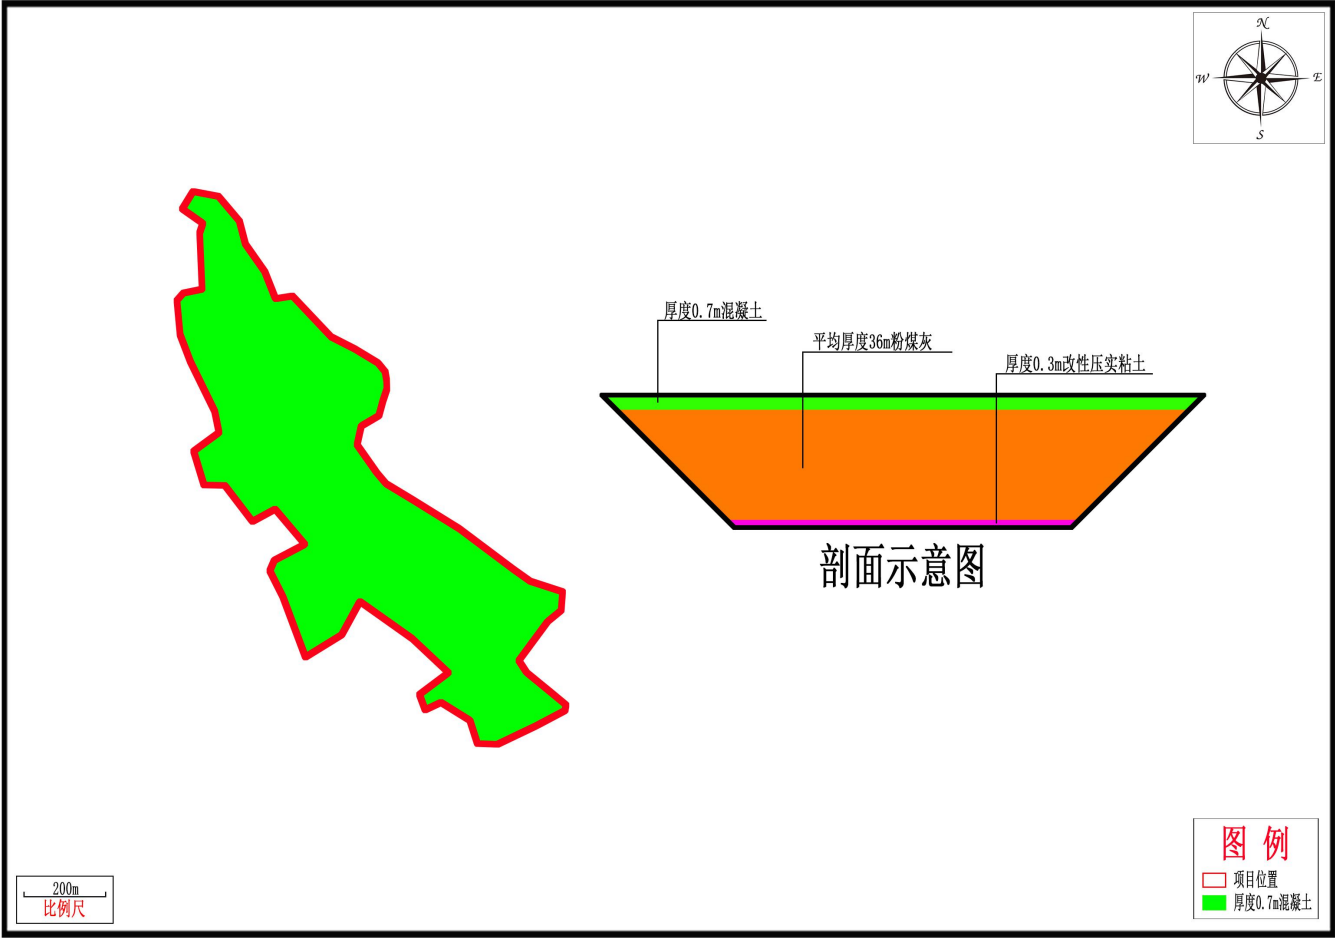 N
W
E
S
厚度0.7m混凝土
平均厚度36m粉煤灰
厚度0.3m改性压实粘土
剖面示意图
图 例
项目位置
厚度0.7m混凝土
200m
比例尺